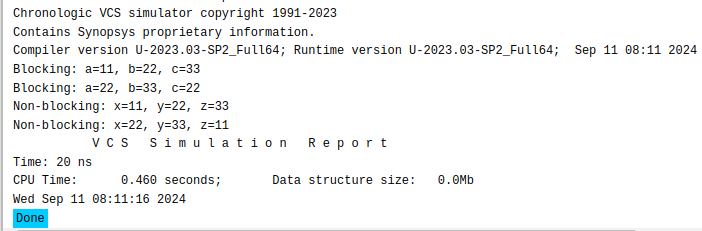 Chronologic VCS simulator copyright 1991-2023
Contains Synopsys proprietary information.
Compiler version U-2023.03-SP2_Full64; Runtime version U-2023.03-SP2_Full64;  Sep 11 08:11 2024
Blocking: a=11, b=22, c=33
Blocking: a=22, b=33, c=22
Non-blocking: x=11, y=22, z=33
Non-blocking: x=22, y=33, z=11
           V C S   S i m u l a t i o n   R e p o r t
Time: 20 ns
CPU Time:      0.460 seconds;       Data structure size:   0.0Mb
Wed Sep 11 08:11:16 2024
Done